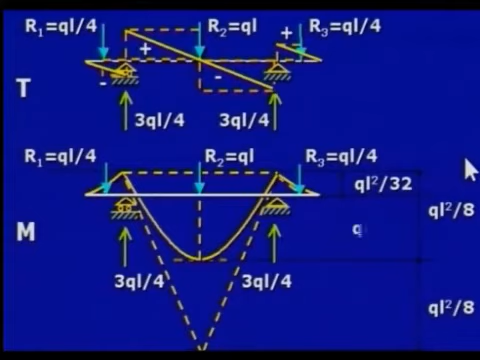 R₁=ql/4 R₂=ql R₃=ql/4
+
+
T
-
-
3ql/4 3ql/4
R₁=ql/4 R₂=ql R₃=ql/4
ql²/32
ql²/8
q
M
3ql/4 3ql/4
ql²/8